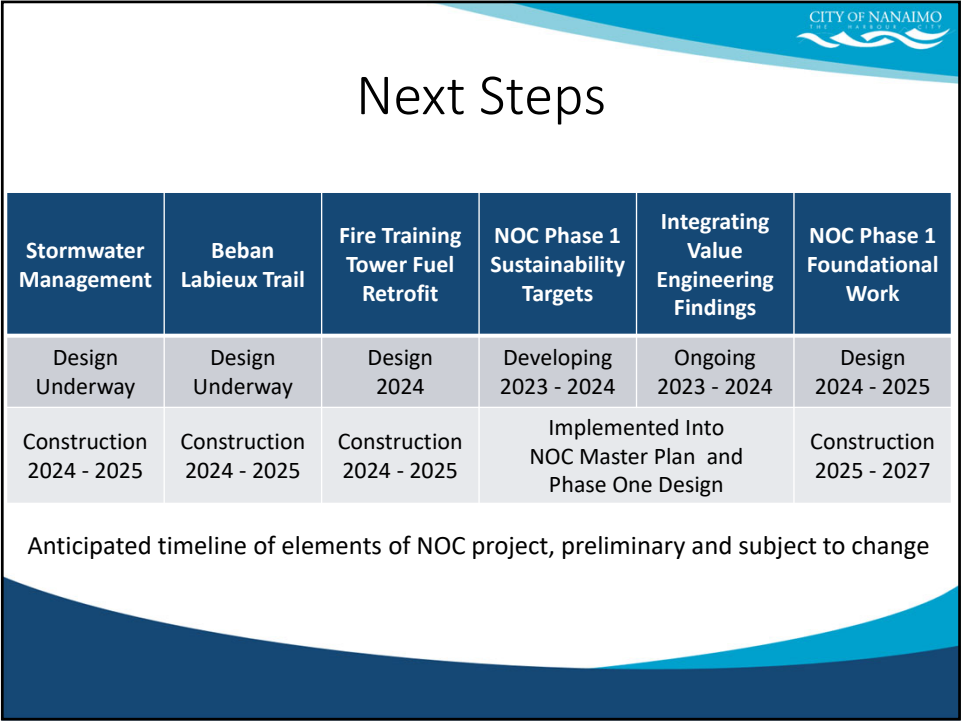 CITY OF NANAIMO
THE HARBOUR CITY
Next Steps
Stormwater
Management
Beban
Labieux Trail
Fire Training
Tower Fuel
Retrofit
NOC Phase 1
Sustainability
Targets
Integrating
Value
Engineering
Findings
NOC Phase 1
Foundational
Work
Design
Underway
Design
Underway
Design
2024
Developing
2023 - 2024
Ongoing
2023 - 2024
Design
2024 - 2025
Construction
2024 - 2025
Construction
2024 - 2025
Construction
2024 - 2025
Implemented Into
NOC Master Plan and
Phase One Design
Construction
2025 - 2027
Anticipated timeline of elements of NOC project, preliminary and subject to change